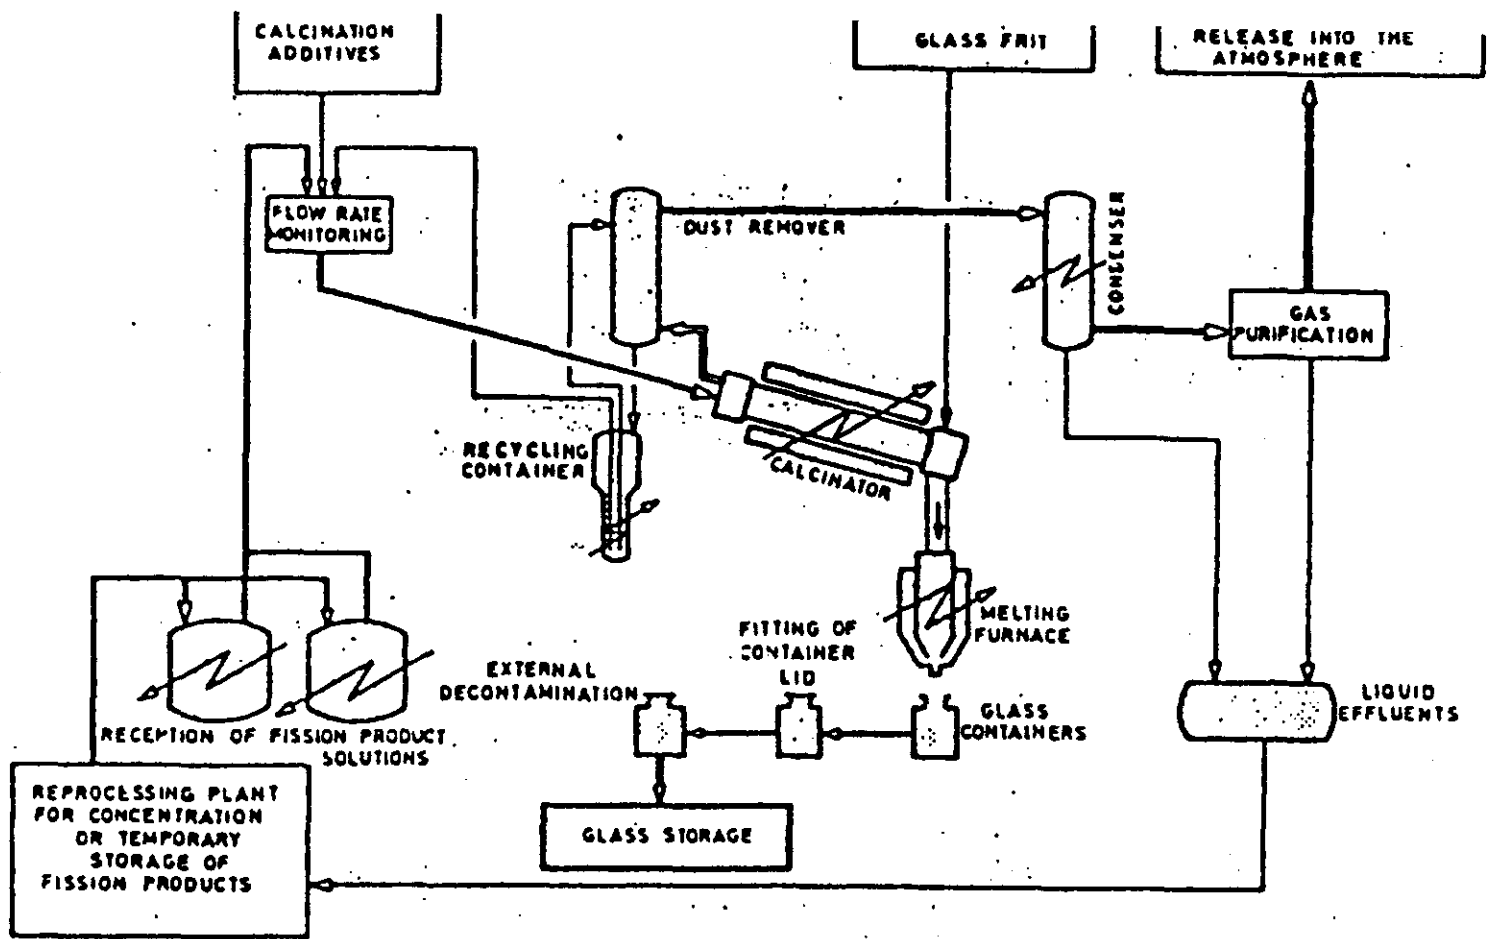 CALCINATION
ADDITIVES
GLASS FRIT
RELEASE INTO THE
ATMOSPHERE
FLOW RATE
MONITORING
DUST REMOVER
CONDENSER
GAS
PURIFICATION
RECYCLING
CONTAINER
CALCINATOR
MELTING
FURNACE
FITTING OF
CONTAINER
LID
EXTERNAL
DECONTAMINATION
GLASS
CONTAINERS
LIQUID
EFFLUENTS
RECEPTION OF FISSION PRODUCT
SOLUTIONS
REPROCESSING PLANT
FOR CONCENTRATION
OR TEMPORARY
STORAGE OF
FISSION PRODUCTS
GLASS STORAGE